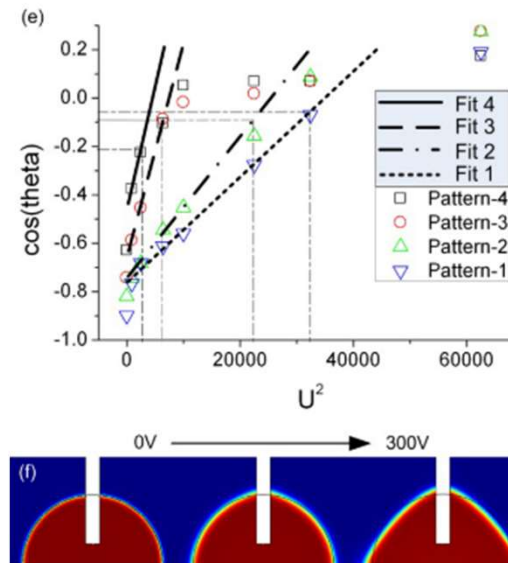 (e)
0.2
0.0
-0.2
-0.4
-0.6
-0.8
-1.0
cos(theta)
Fit 4
Fit 3
Fit 2
Fit 1
Pattern-4
Pattern-3
Pattern-2
Pattern-1
0 20000 40000 60000
U²
(f) 0V 300V